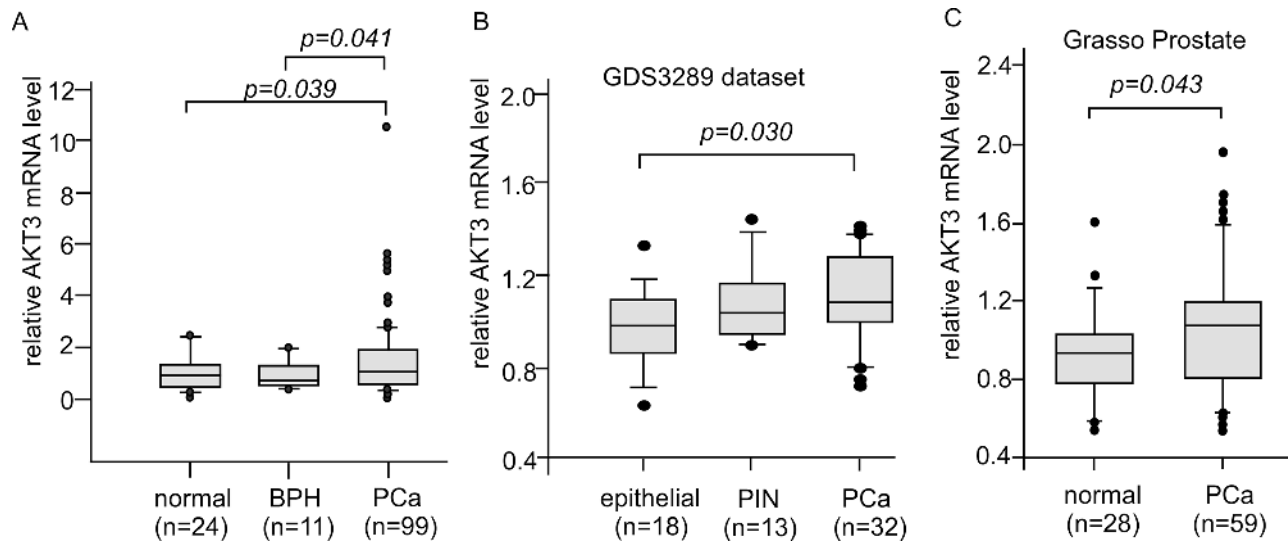 A
p=0.041
p=0.039
relative AKT3 mRNA level
12
10
8
6
4
2
0
normal
(n=24)
BPH
(n=11)
PCa
(n=99)
B
GDS3289 dataset
p=0.030
relative AKT3 mRNA level
2.0
1.6
1.2
0.8
0.4
epithelial
(n=18)
PIN
(n=13)
PCa
(n=32)
C
Grasso Prostate
p=0.043
relative AKT3 mRNA level
2.4
2.0
1.6
1.2
0.8
0.4
normal
(n=28)
PCa
(n=59)